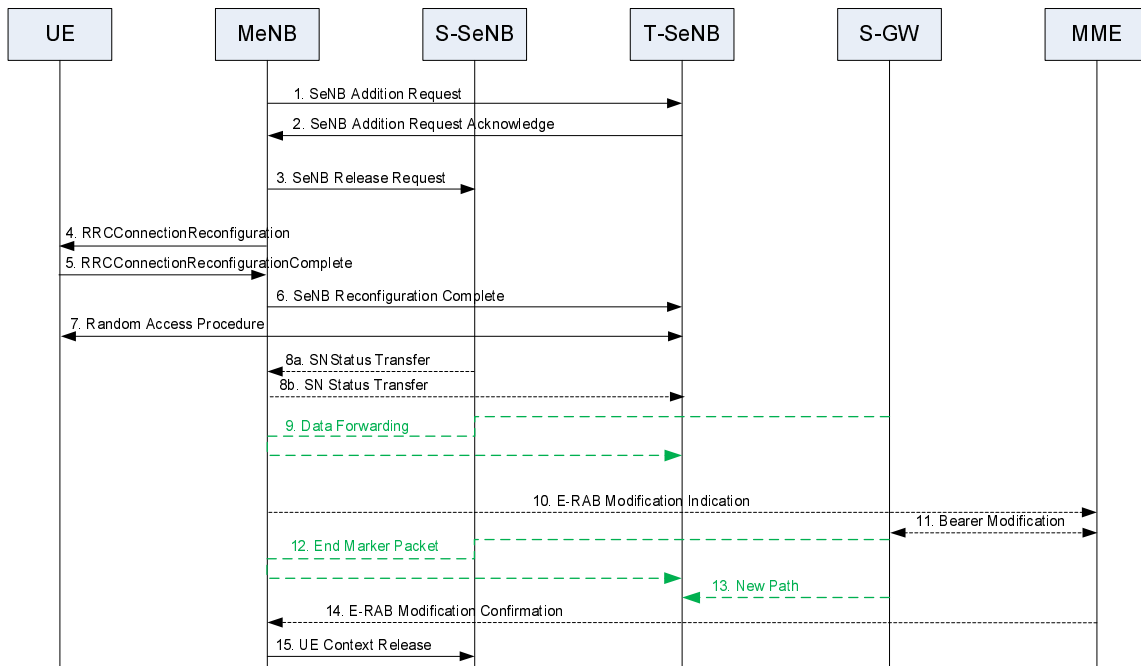 UE
MeNB
S-SeNB
T-SeNB
S-GW
MME
1. SeNB Addition Request
2. SeNB Addition Request Acknowledge
3. SeNB Release Request
4. RRCConnectionReconfiguration
5. RRCConnectionReconfigurationComplete
6. SeNB Reconfiguration Complete
7. Random Access Procedure
8a. SNStatus Transfer
8b. SN Status Transfer
9. Data Forwarding
10. E-RAB Modification Indication
11. Bearer Modification
12. End Marker Packet
13. New Path
14. E-RAB Modification Confirmation
15. UE Context Release